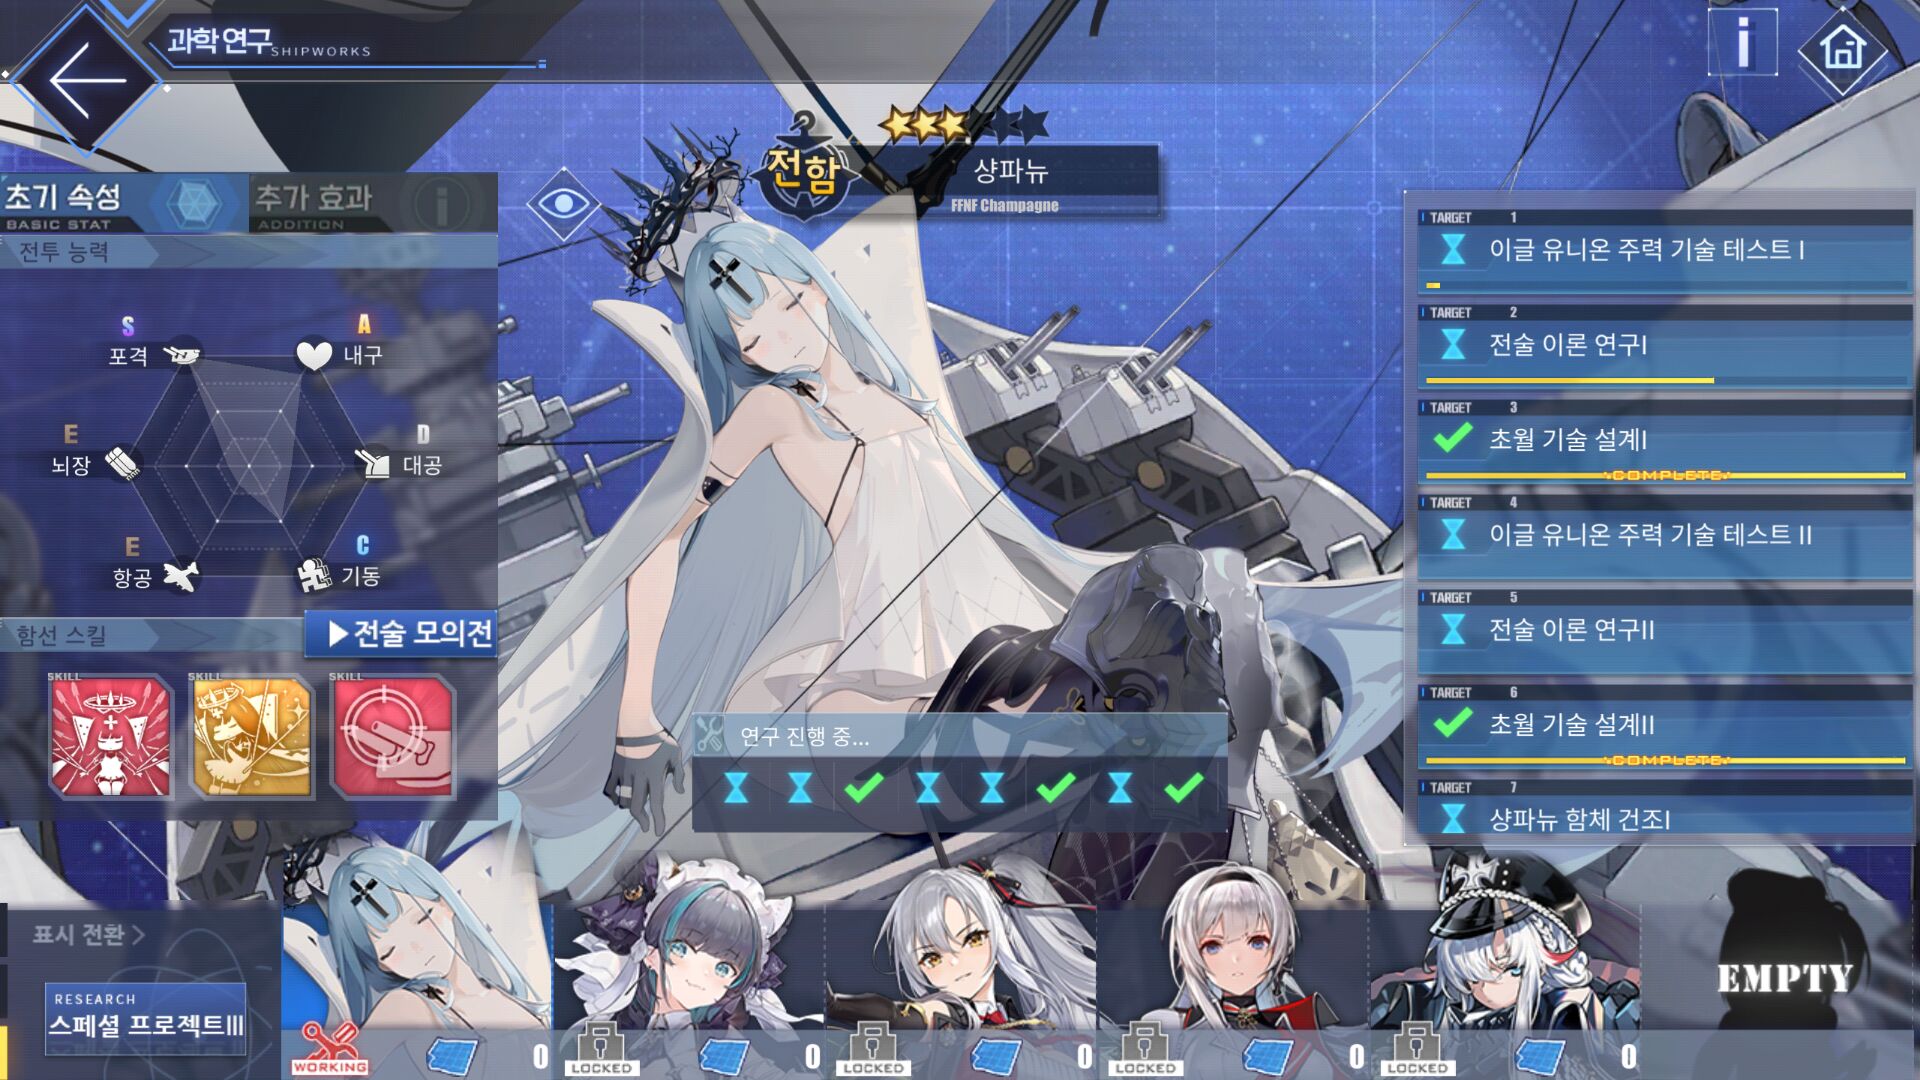 과학 연구 SHIPWORKS
i
전함
샹파뉴
FFNF Champagne
초기 속성
BASIC STAT
추가 효과
ADDITION
i
전투 능력
S
포격
A
내구
E
뇌장
D
대공
E
항공
C
기동
함선 스킬
▶전술 모의전
SKILL
SKILL
SKILL
연구 진행 중...
TARGET 1
이글 유니온 주력 기술 테스트 I
TARGET 2
전술 이론 연구I
TARGET 3
초월 기술 설계I
COMPLETE
TARGET 4
이글 유니온 주력 기술 테스트 II
TARGET 5
전술 이론 연구II
TARGET 6
초월 기술 설계II
COMPLETE
TARGET 7
샹파뉴 함체 건조I
표시 전환 >
RESEARCH
스페셜 프로젝트III
WORKING 0
LOCKED 0
LOCKED 0
LOCKED 0
LOCKED 0
EMPTY